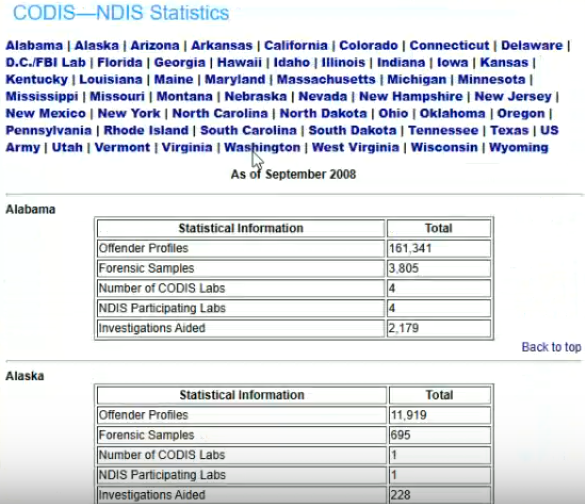 CODIS—NDIS Statistics
Alabama | Alaska | Arizona | Arkansas | California | Colorado | Connecticut | Delaware |
D.C./FBI Lab | Florida | Georgia | Hawaii | Idaho | Illinois | Indiana | Iowa | Kansas |
Kentucky | Louisiana | Maine | Maryland | Massachusetts | Michigan | Minnesota |
Mississippi | Missouri | Montana | Nebraska | Nevada | New Hampshire | New Jersey |
New Mexico | New York | North Carolina | North Dakota | Ohio | Oklahoma | Oregon |
Pennsylvania | Rhode Island | South Carolina | South Dakota | Tennessee | Texas | US
Army | Utah | Vermont | Virginia | Washington | West Virginia | Wisconsin | Wyoming
As of September 2008
Alabama
Statistical Information Total
Offender Profiles 161,341
Forensic Samples 3,805
Number of CODIS Labs 4
NDIS Participating Labs 4
Investigations Aided 2,179
Back to top
Alaska
Statistical Information Total
Offender Profiles 11,919
Forensic Samples 695
Number of CODIS Labs 1
NDIS Participating Labs 1
Investigations Aided 228